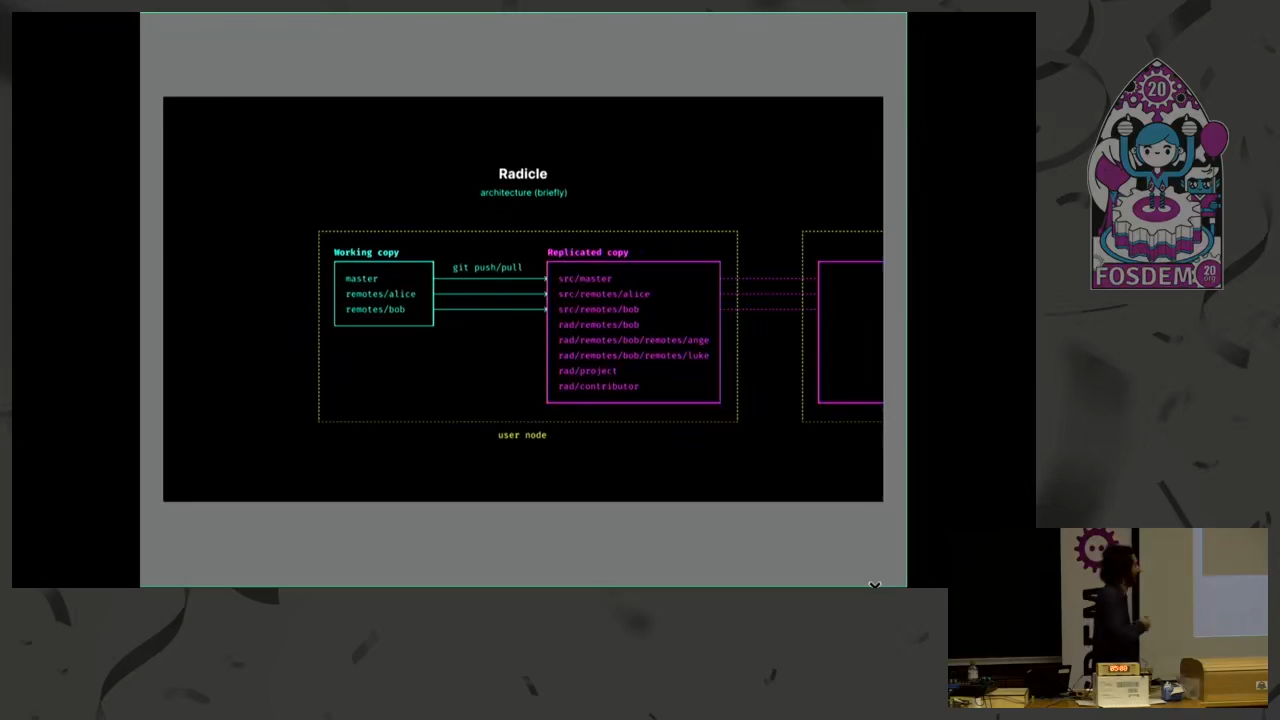 Radicle
architecture (briefly)
Working copy
git push/pull
master
remotes/alice
remotes/bob
Replicated copy
src/master
src/remotes/alice
src/remotes/bob
rad/remotes/bob
rad/remotes/bob/remotes/ange
rad/remotes/bob/remotes/luke
rad/project
rad/contributor
user node
20
FOSDEM
20
.org